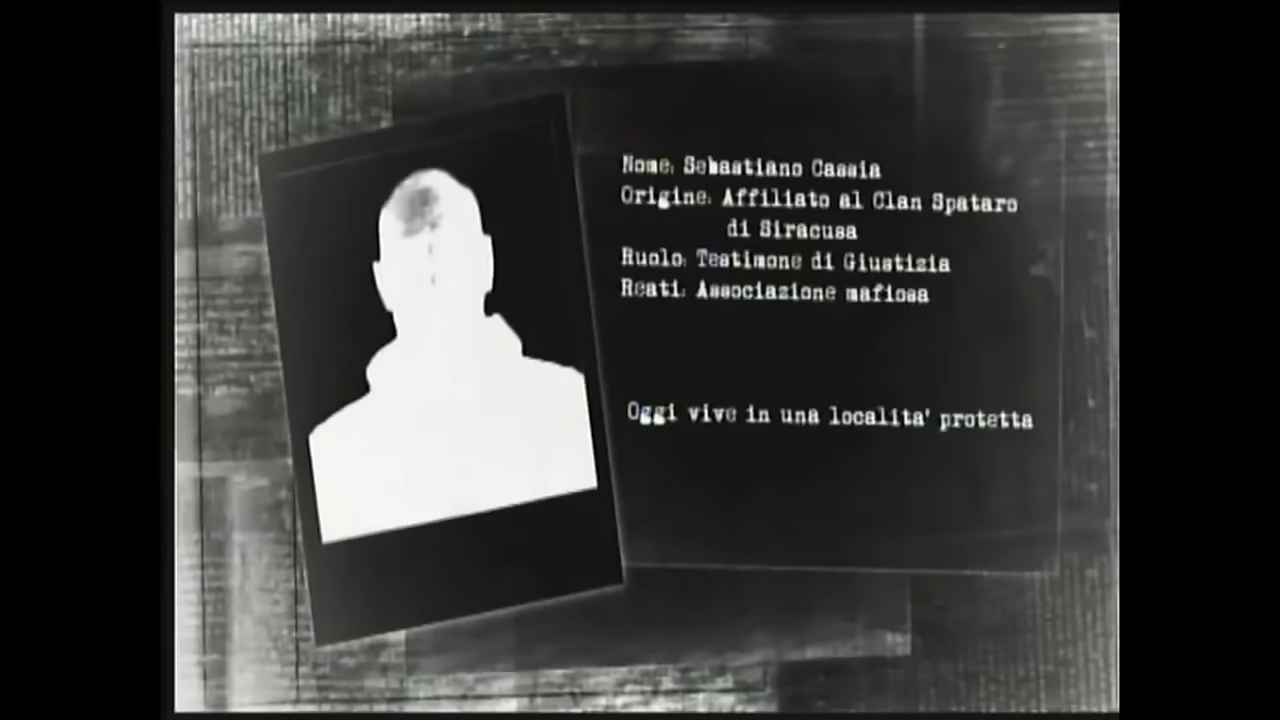 Nome: Sebastiano Cassia
Origine: Affiliato al Clan Spataro
di Siracusa
Ruolo: Testimone di Giustizia
Reati: Associazione mafiosa
Oggi vive in una localita' protetta